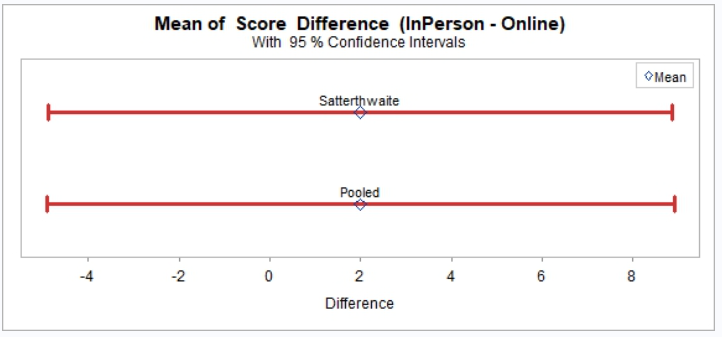 Mean of Score Difference (InPerson - Online)
With 95 % Confidence Intervals
Mean
Satterthwaite
Pooled
-4 -2 0 2 4 6 8
Difference